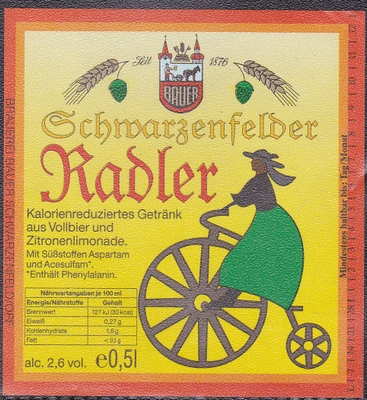 Seit 1876
BAUER
Schwarzenfelder
Radler
Kalorienreduziertes Getränk
aus Vollbier und
Zitronenlimonade.
Mit Süßstoffen Aspartam
und Acesulfam*.
*Enthält Phenylalanin.
Nährwertangaben je 100 ml
Energie/Nährstoffe Gehalt
Brennwert 127 kJ (30 kcal)
Eiweiß 0,27 g
Kohlenhydrate 1,6 g
Fett < 0,1 g
alc. 2,6 vol. e 0,5 l
BRAUEREI BAUER SCHWARZENFELD/OPF.
Mindestens haltbar bis: Tag/Monat